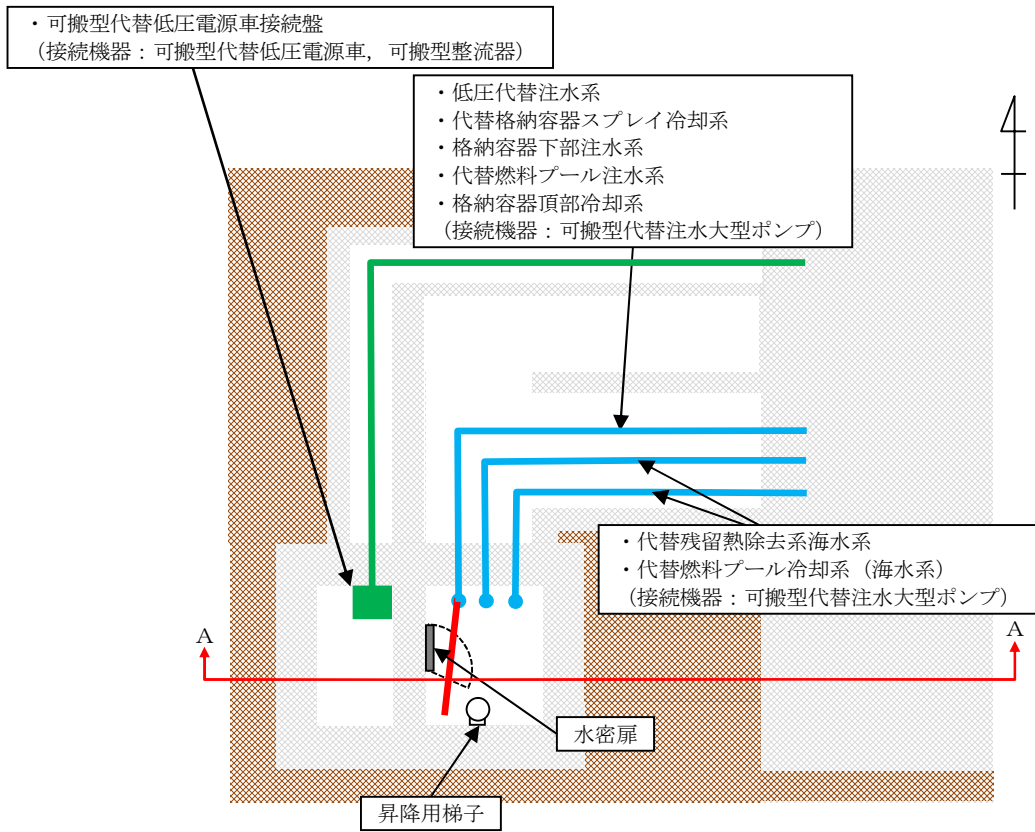 ・可搬型代替低圧電源車接続盤
（接続機器：可搬型代替低圧電源車，可搬型整流器）
・低圧代替注水系
・代替格納容器スプレイ冷却系
・格納容器下部注水系
・代替燃料プール注水系
・格納容器頂部冷却系
（接続機器：可搬型代替注水大型ポンプ）
・代替残留熱除去系海水系
・代替燃料プール冷却系（海水系）
（接続機器：可搬型代替注水大型ポンプ）
A
A
水密扉
昇降用梯子